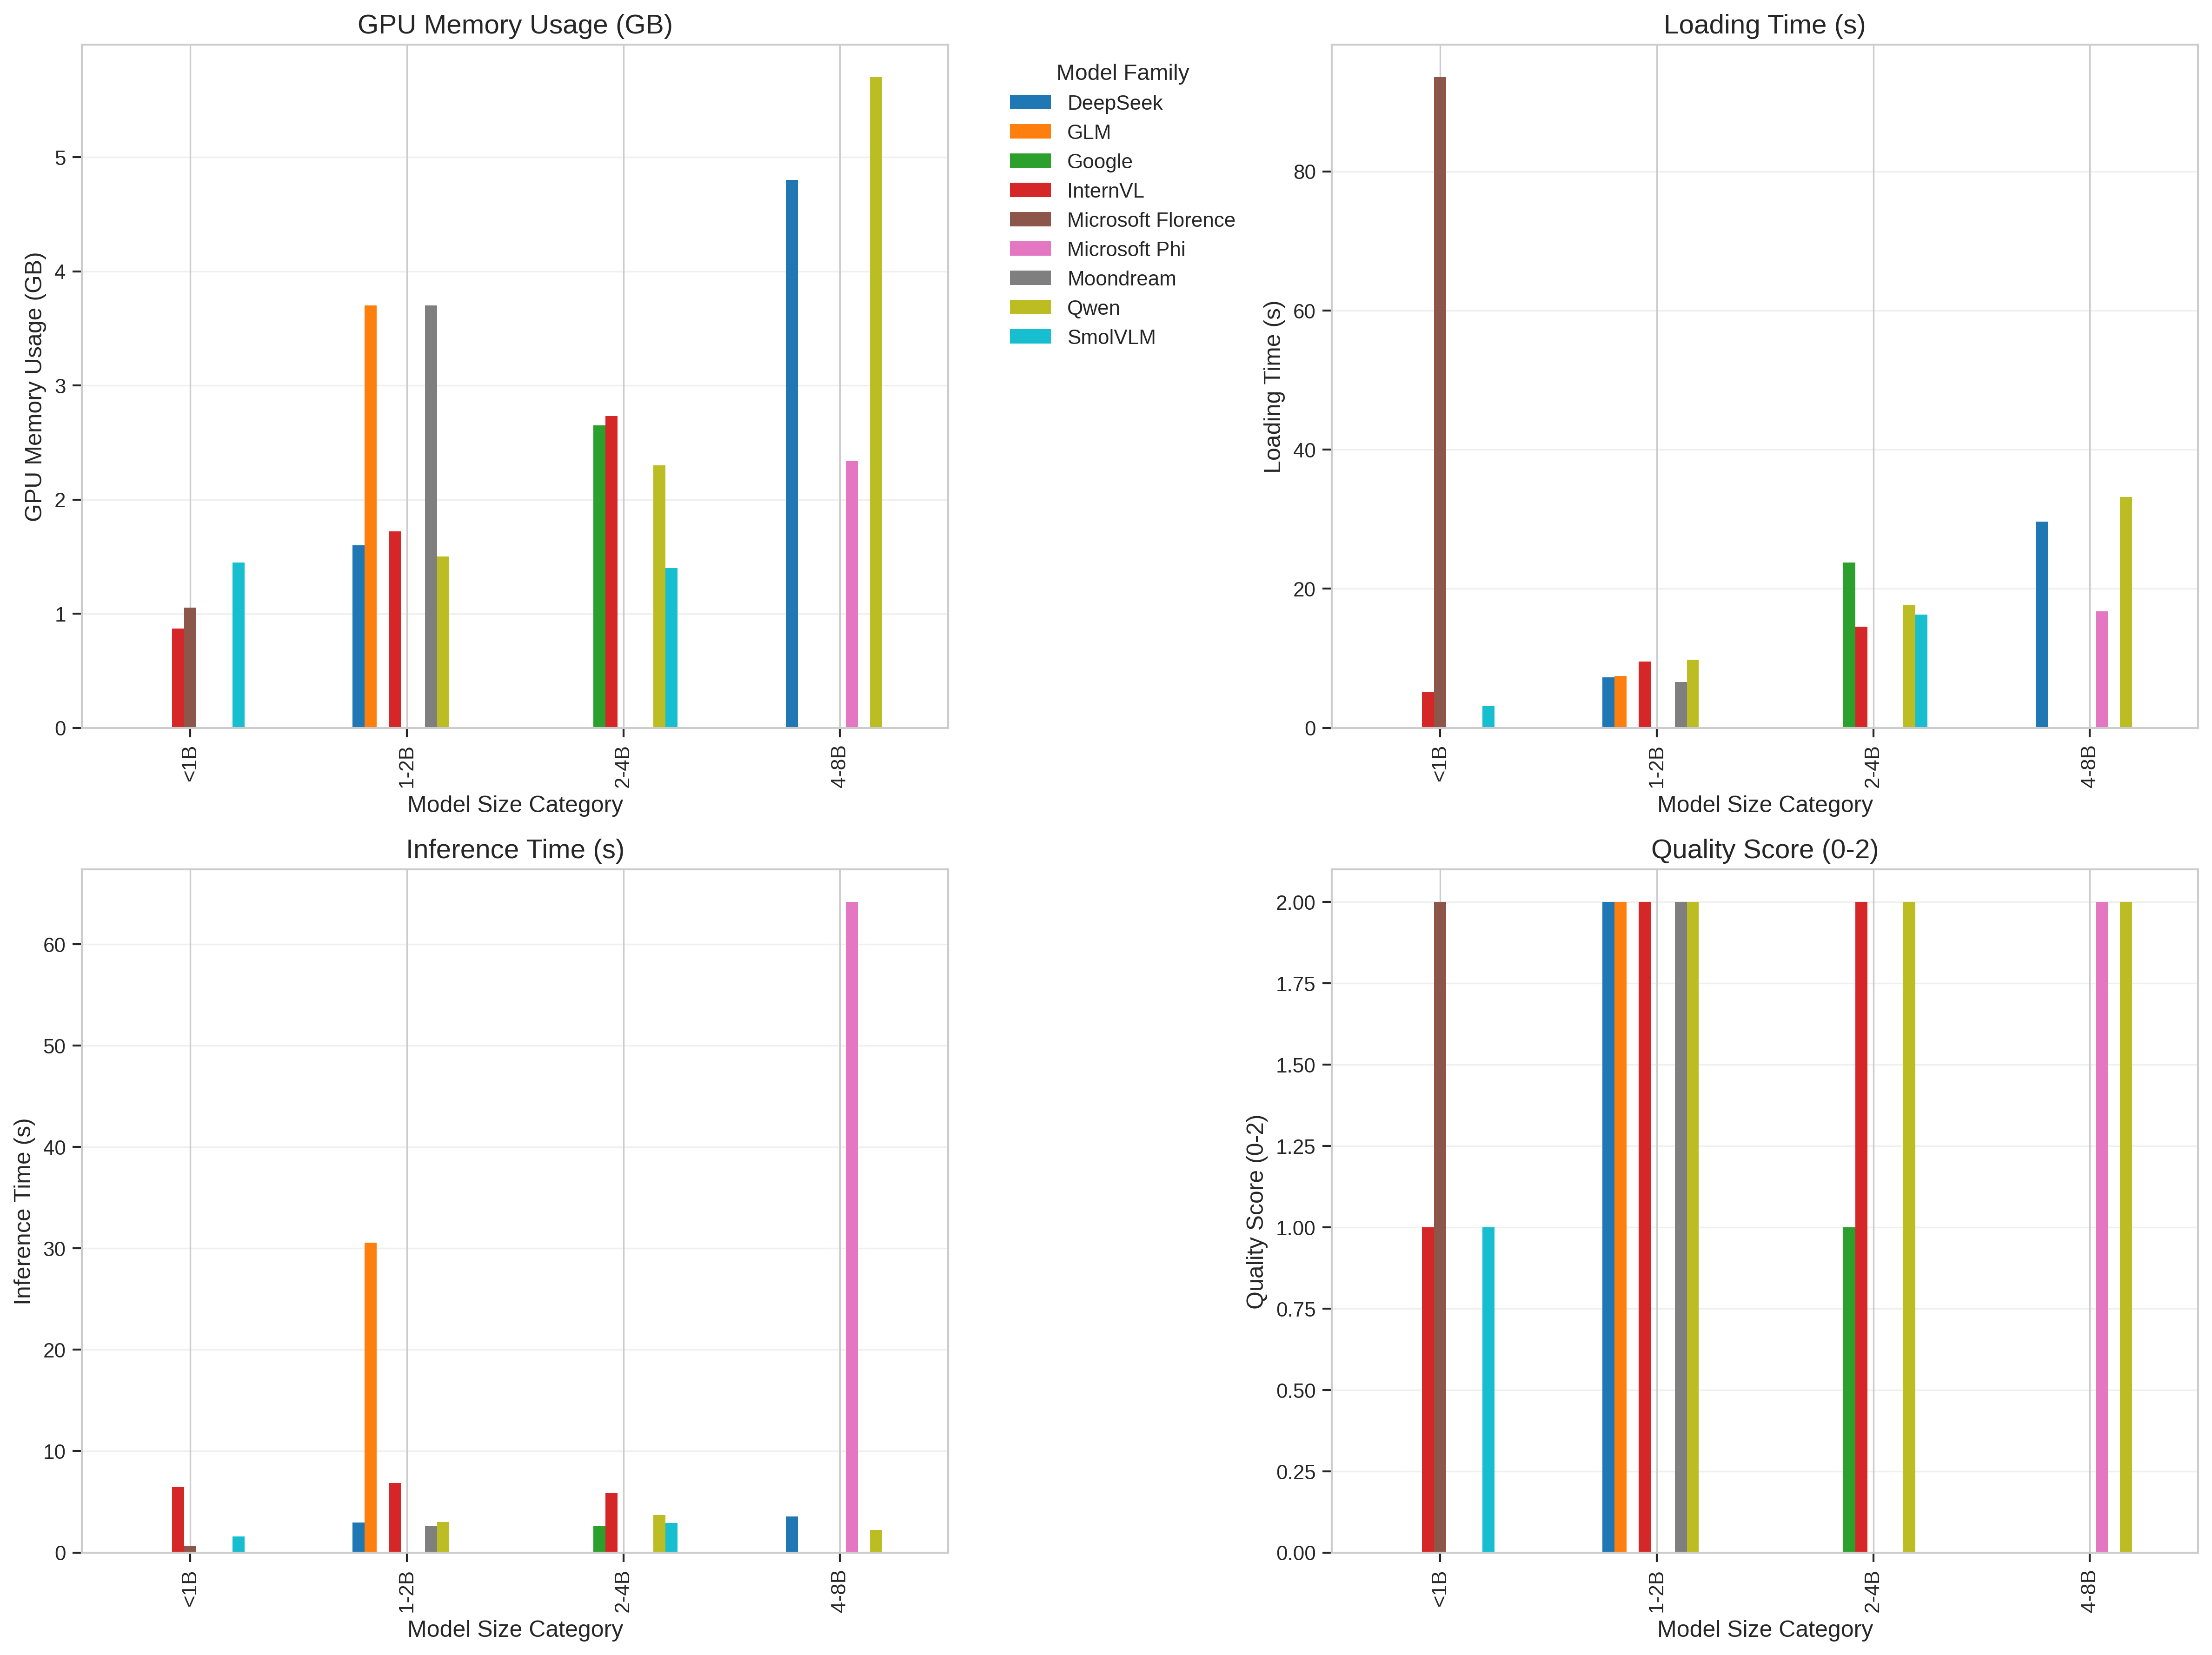 GPU Memory Usage (GB)
GPU Memory Usage (GB)
5
4
3
2
1
0
<1B
1-2B
2-4B
4-8B
Model Size Category
Model Family
DeepSeek
GLM
Google
InternVL
Microsoft Florence
Microsoft Phi
Moondream
Qwen
SmolVLM
Loading Time (s)
Loading Time (s)
80
60
40
20
0
<1B
1-2B
2-4B
4-8B
Model Size Category
Inference Time (s)
Inference Time (s)
60
50
40
30
20
10
0
<1B
1-2B
2-4B
4-8B
Model Size Category
Quality Score (0-2)
Quality Score (0-2)
2.00
1.75
1.50
1.25
1.00
0.75
0.50
0.25
0.00
<1B
1-2B
2-4B
4-8B
Model Size Category